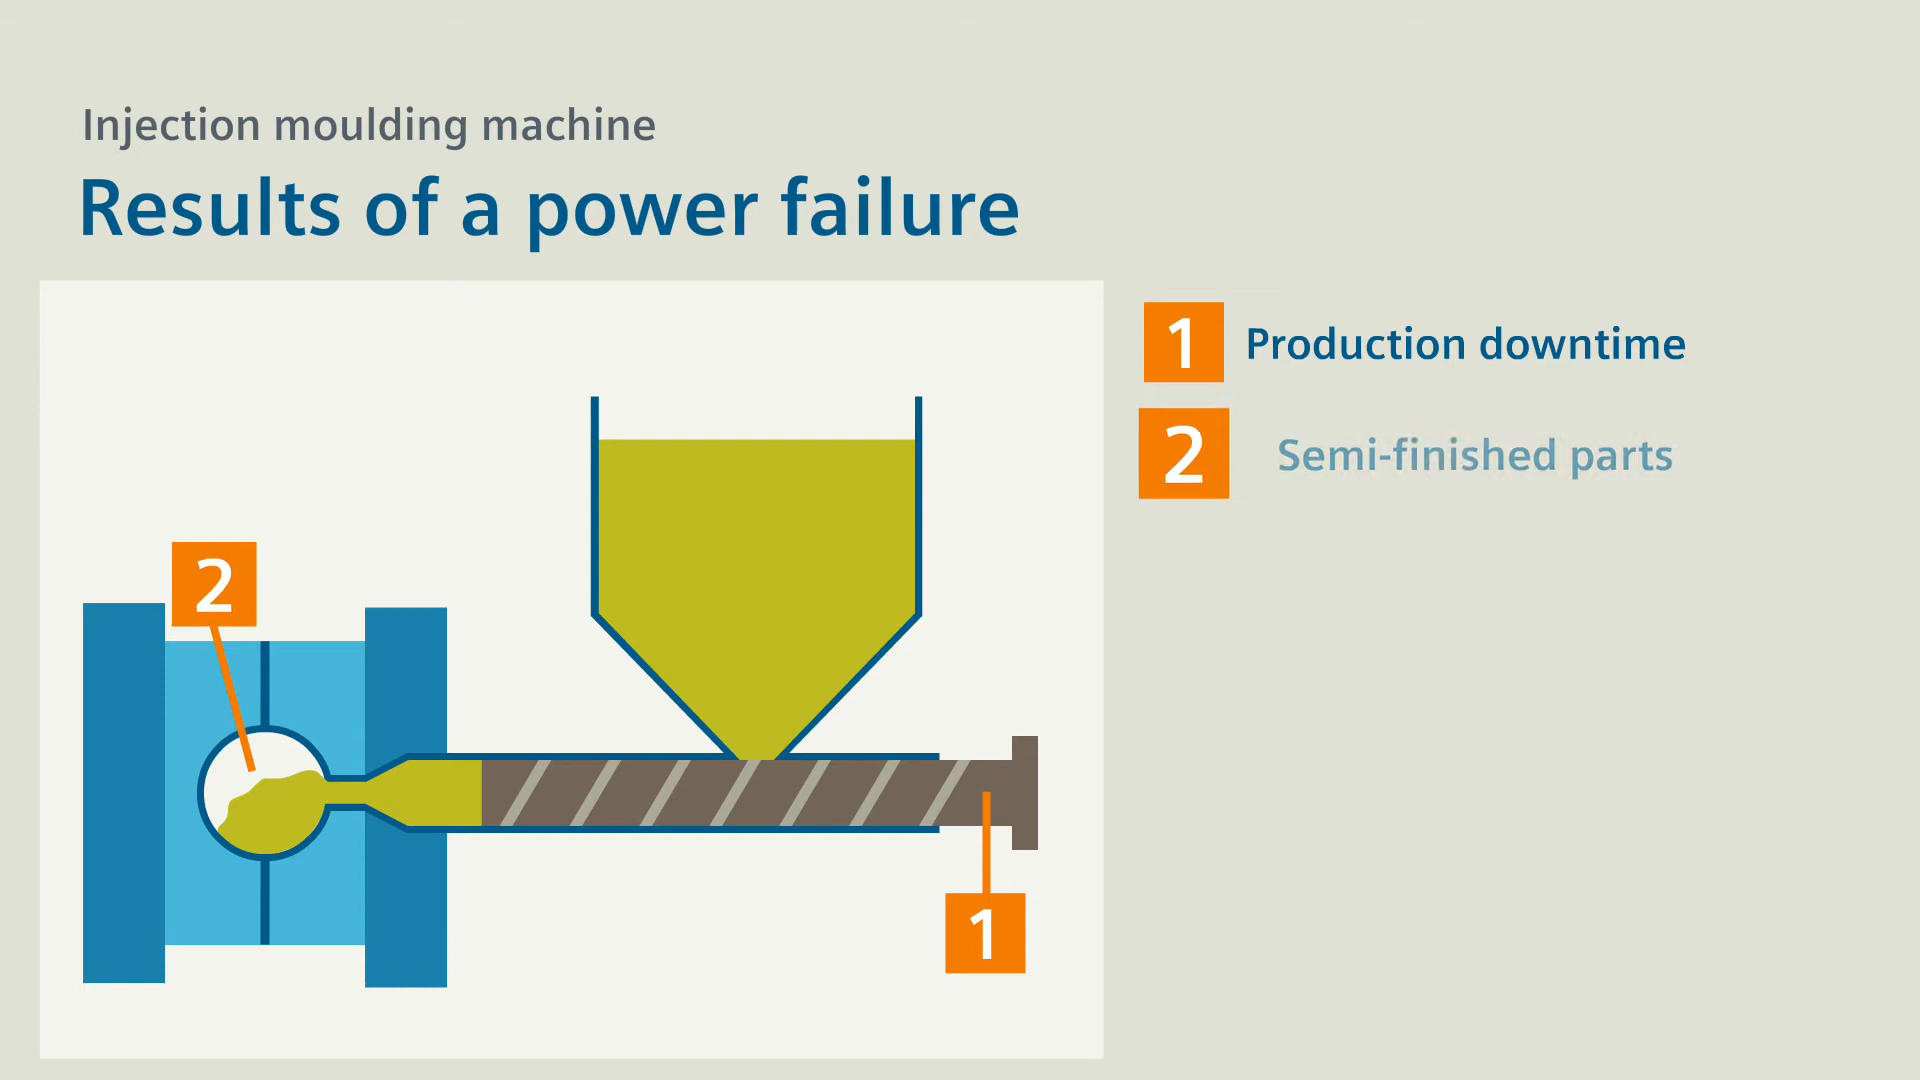 Injection moulding machine
Results of a power failure
1 Production downtime
2 Semi-finished parts
2
1